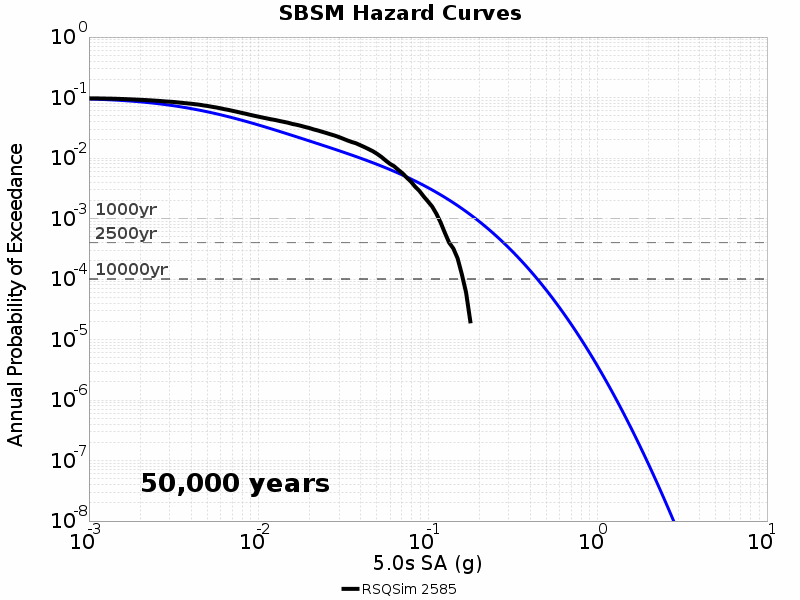 SBSM Hazard Curves
Annual Probability of Exceedance
10^0
10^-1
10^-2
10^-3
10^-4
10^-5
10^-6
10^-7
10^-8
1000yr
2500yr
10000yr
50,000 years
10^-3 10^-2 10^-1 10^0 10^1
5.0s SA (g)
RSQSim 2585